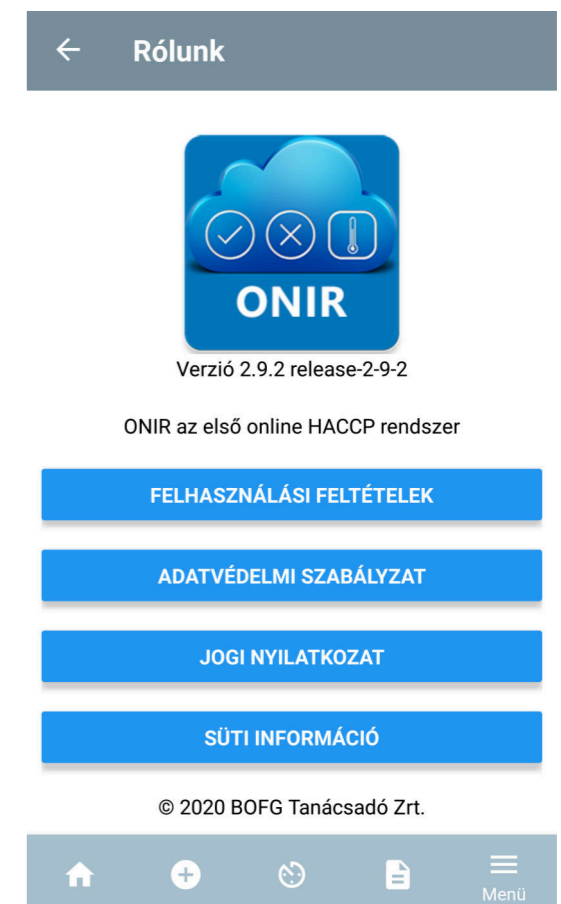 Rólunk
ONIR
Verzió 2.9.2 release-2-9-2
ONIR az első online HACCP rendszer
FELHASZNÁLÁSI FELTÉTELEK
ADATVÉDELMI SZABÁLYZAT
JOGI NYILATKOZAT
SÜTI INFORMÁCIÓ
© 2020 BOFG Tanácsadó Zrt.
Menü